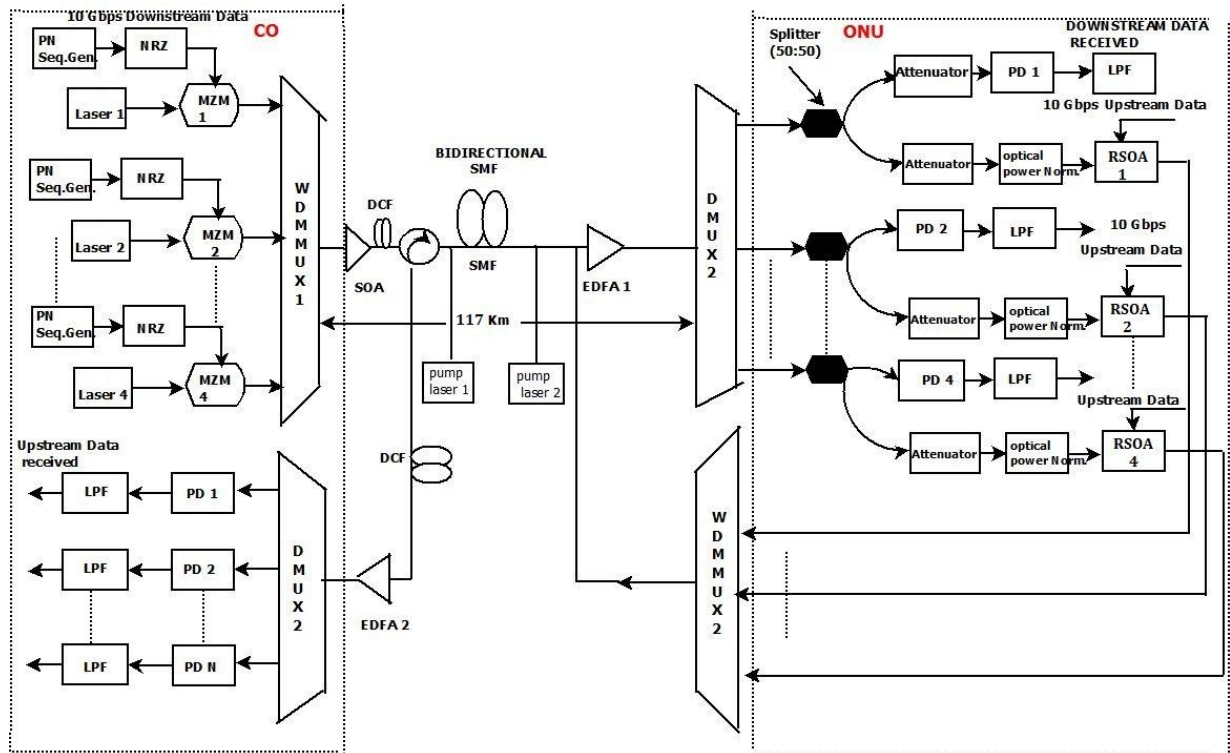 10 Gbps Downstream Data
CO
PN
Seq.Gen.
NRZ
Laser 1
MZM
1
PN
Seq.Gen.
NRZ
Laser 2
MZM
2
PN
Seq.Gen.
NRZ
Laser 4
MZM
4
WDMMUX1
SOA
DCF
BIDIRECTIONAL
SMF
SMF
EDFA 1
117 Km
pump
laser 1
pump
laser 2
DMUX2
ONU
Splitter
(50:50)
DOWNSTREAM DATA
RECEIVED
Attenuator
PD 1
LPF
10 Gbps Upstream Data
Attenuator
optical
power Norm.
RSOA
1
PD 2
LPF
10 Gbps
Upstream Data
Attenuator
optical
power Norm.
RSOA
2
PD 4
LPF
Upstream Data
Attenuator
optical
power Norm.
RSOA
4
Upstream Data
received
LPF
PD 1
LPF
PD 2
LPF
PD N
DMUX2
DCF
EDFA 2
WDMMUX2